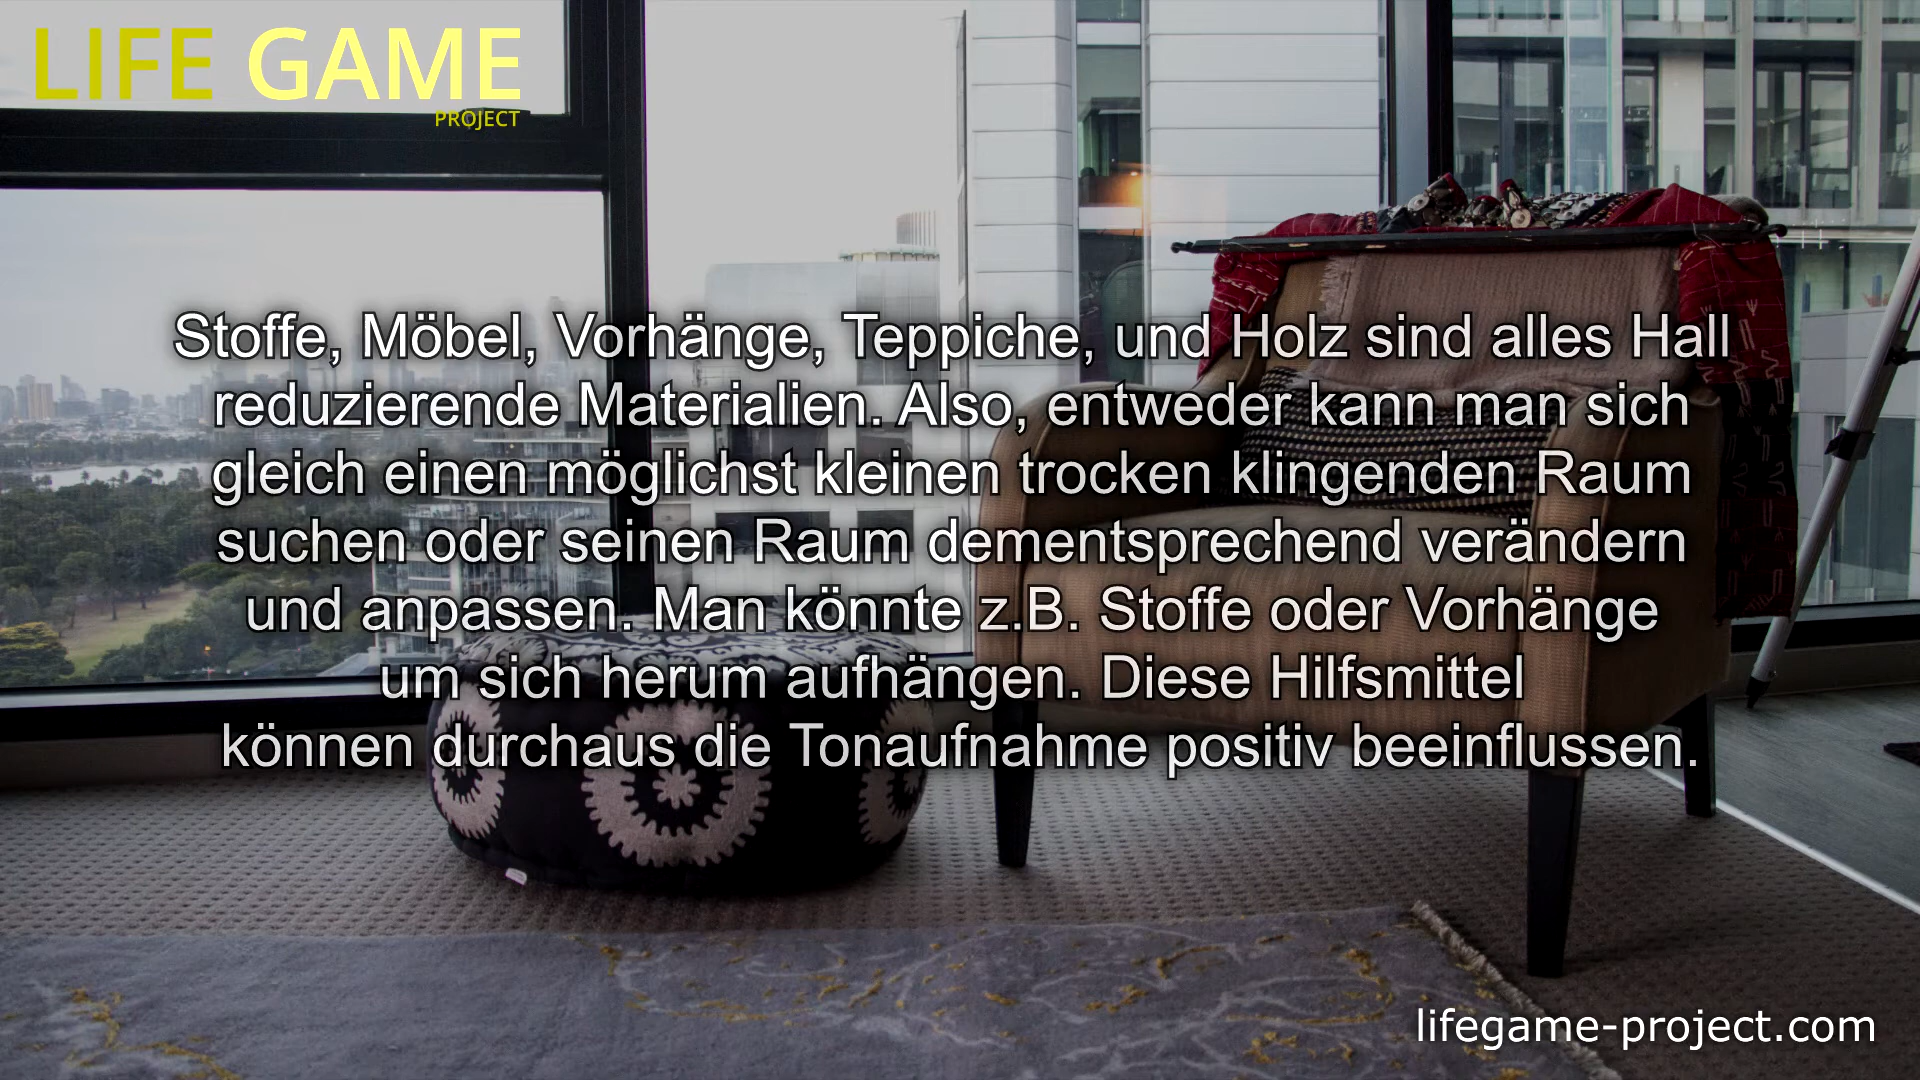 LIFE GAME
PROJECT
Stoffe, Möbel, Vorhänge, Teppiche, und Holz sind alles Hall
reduzierende Materialien. Also, entweder kann man sich
gleich einen möglichst kleinen trocken klingenden Raum
suchen oder seinen Raum dementsprechend verändern
und anpassen. Man könnte z.B. Stoffe oder Vorhänge
um sich herum aufhängen. Diese Hilfsmittel
können durchaus die Tonaufnahme positiv beeinflussen.
lifegame-project.com